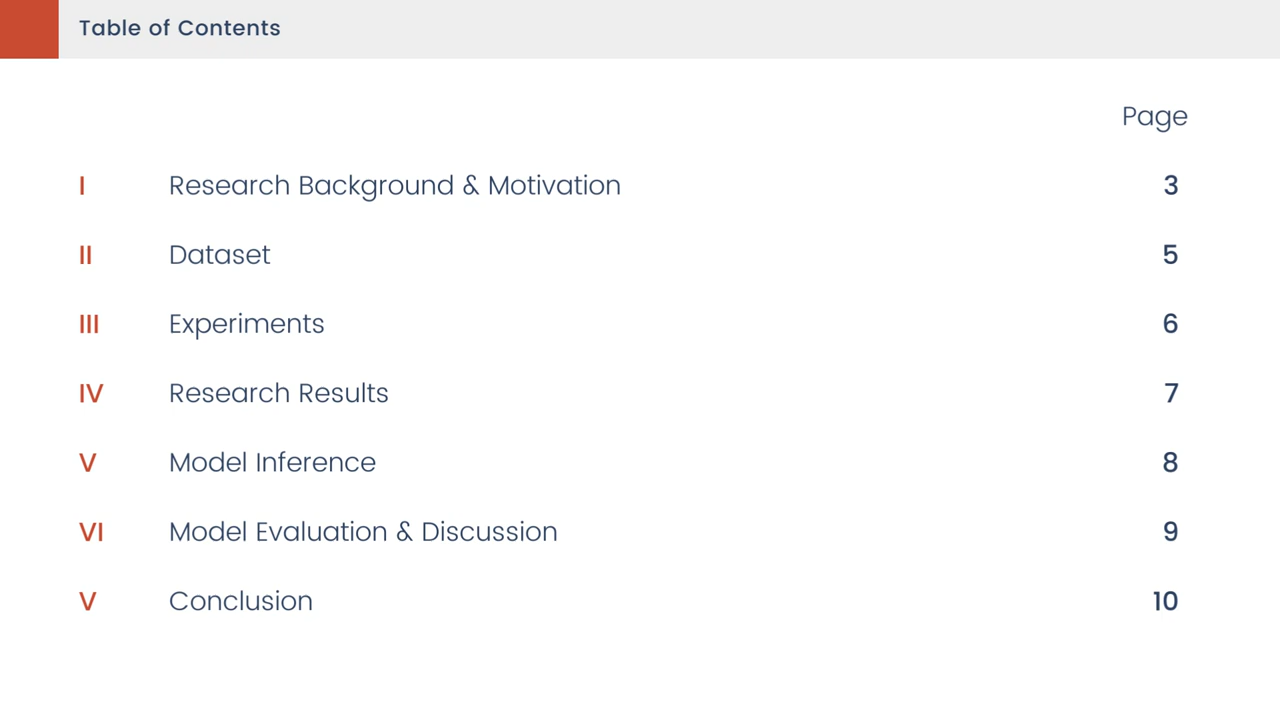 Table of Contents
Page
I Research Background & Motivation 3
II Dataset 5
III Experiments 6
IV Research Results 7
V Model Inference 8
VI Model Evaluation & Discussion 9
V Conclusion 10